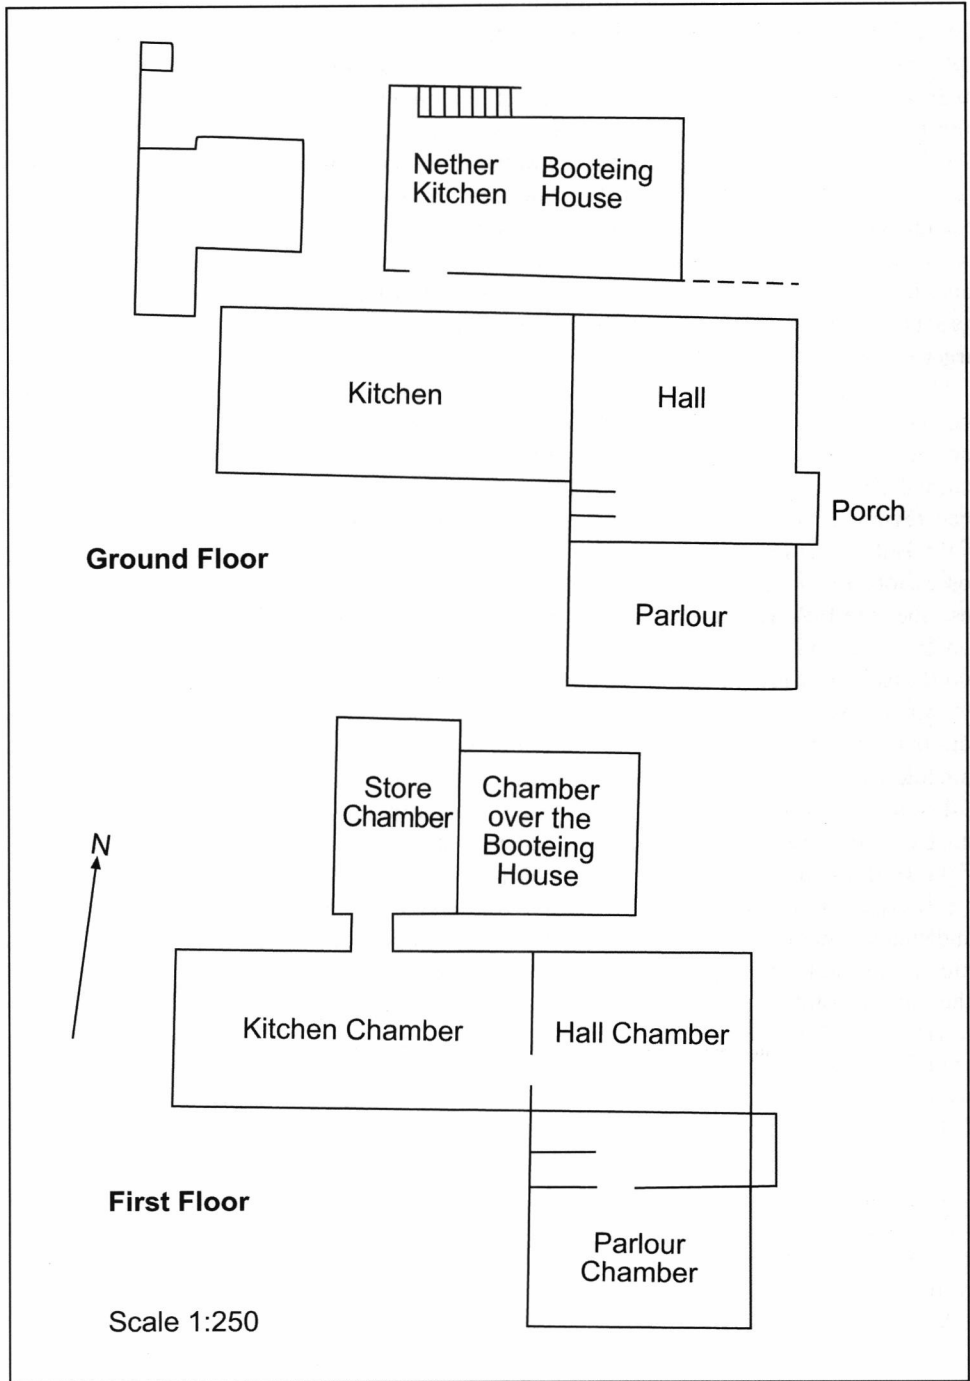 Nether
Kitchen
Booteing
House
Kitchen
Hall
Porch
Ground Floor
Parlour
Store
Chamber
Chamber
over the
Booteing
House
N
Kitchen Chamber
Hall Chamber
First Floor
Parlour
Chamber
Scale 1:250